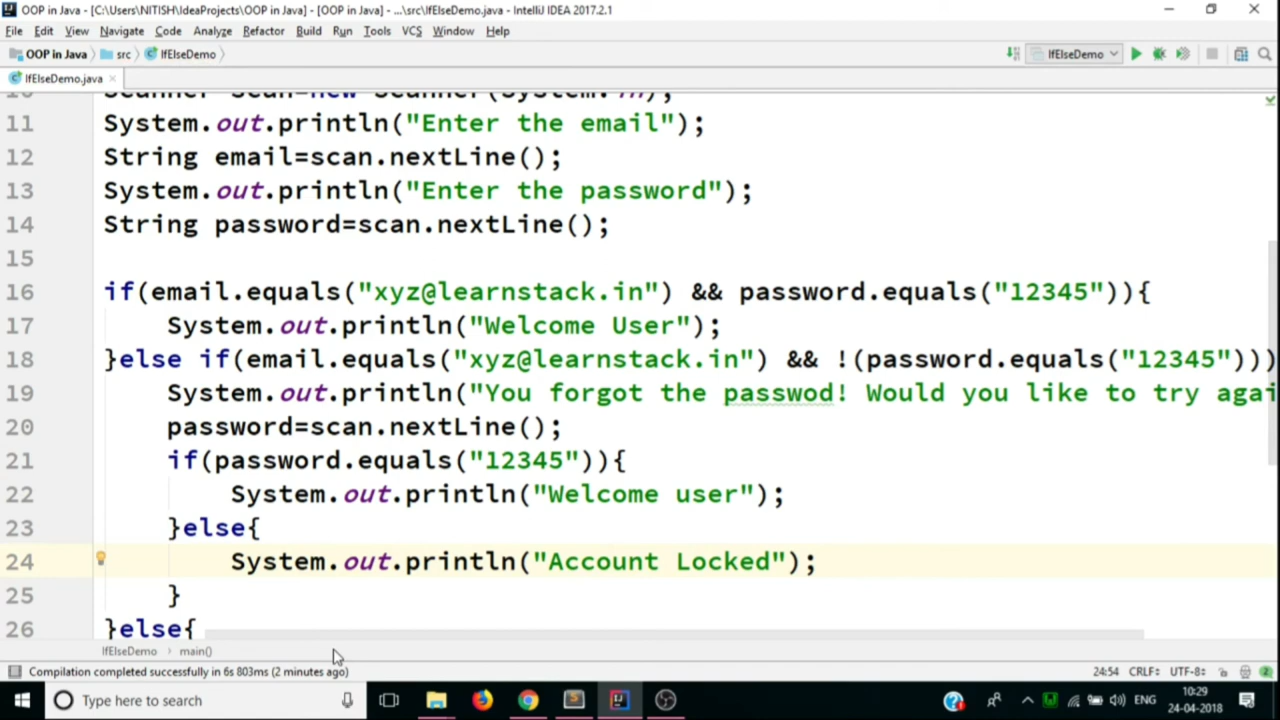 OOP in Java - [C:\Users\NITISH\IdeaProjects\OOP in Java] - [OOP in Java] - ...\src\IfElseDemo.java - IntelliJ IDEA 2017.2.1
File Edit View Navigate Code Analyze Refactor Build Run Tools VCS Window Help
OOP in Java src IfElseDemo IfElseDemo
IfElseDemo.java
10 Scanner scan=new Scanner(System.in);
11 System.out.println("Enter the email");
12 String email=scan.nextLine();
13 System.out.println("Enter the password");
14 String password=scan.nextLine();
15
16 if(email.equals("xyz@learnstack.in") && password.equals("12345")){
17 System.out.println("Welcome User");
18 }else if(email.equals("xyz@learnstack.in") && !(password.equals("12345")))
19 System.out.println("You forgot the passwod! Would you like to try agai
20 password=scan.nextLine();
21 if(password.equals("12345")){
22 System.out.println("Welcome user");
23 }else{
24 System.out.println("Account Locked");
25 }
26 }else{
IfElseDemo main()
Compilation completed successfully in 6s 803ms (2 minutes ago) 24:54 CRLF UTF-8 2
Type here to search ENG 10:29
24-04-2018